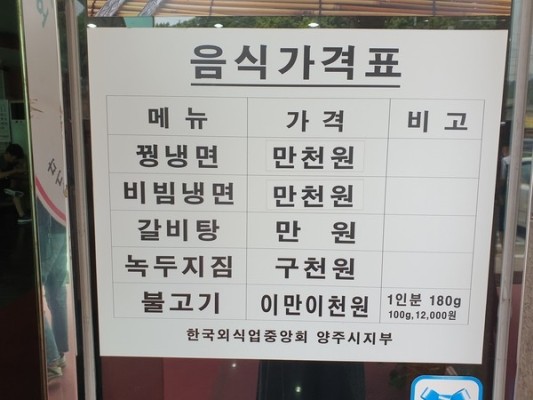 음식가격표
메뉴 가격 비고
꿩냉면 만천원
비빔냉면 만천원
갈비탕 만 원
녹두지짐 구천원
불고기 이만이천원 1인분 180g
100g,12,000원
한국외식업중앙회 양주시지부